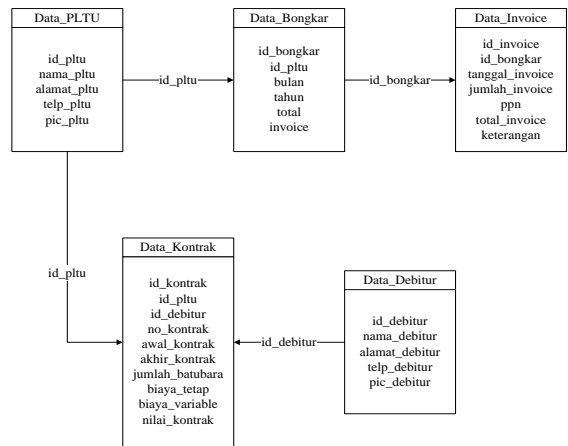 Data_PLTU
id_pltu
nama_pltu
alamat_pltu
telp_pltu
pic_pltu
id_pltu
Data_Bongkar
id_bongkar
id_pltu
bulan
tahun
total
invoice
id_bongkar
Data_Invoice
id_invoice
id_bongkar
tanggal_invoice
jumlah_invoice
ppn
total_invoice
keterangan
id_pltu
Data_Kontrak
id_kontrak
id_pltu
id_debitur
no_kontrak
awal_kontrak
akhir_kontrak
jumlah_batubara
biaya_tetap
biaya_variable
nilai_kontrak
id_debitur
Data_Debitur
id_debitur
nama_debitur
alamat_debitur
telp_debitur
pic_debitur